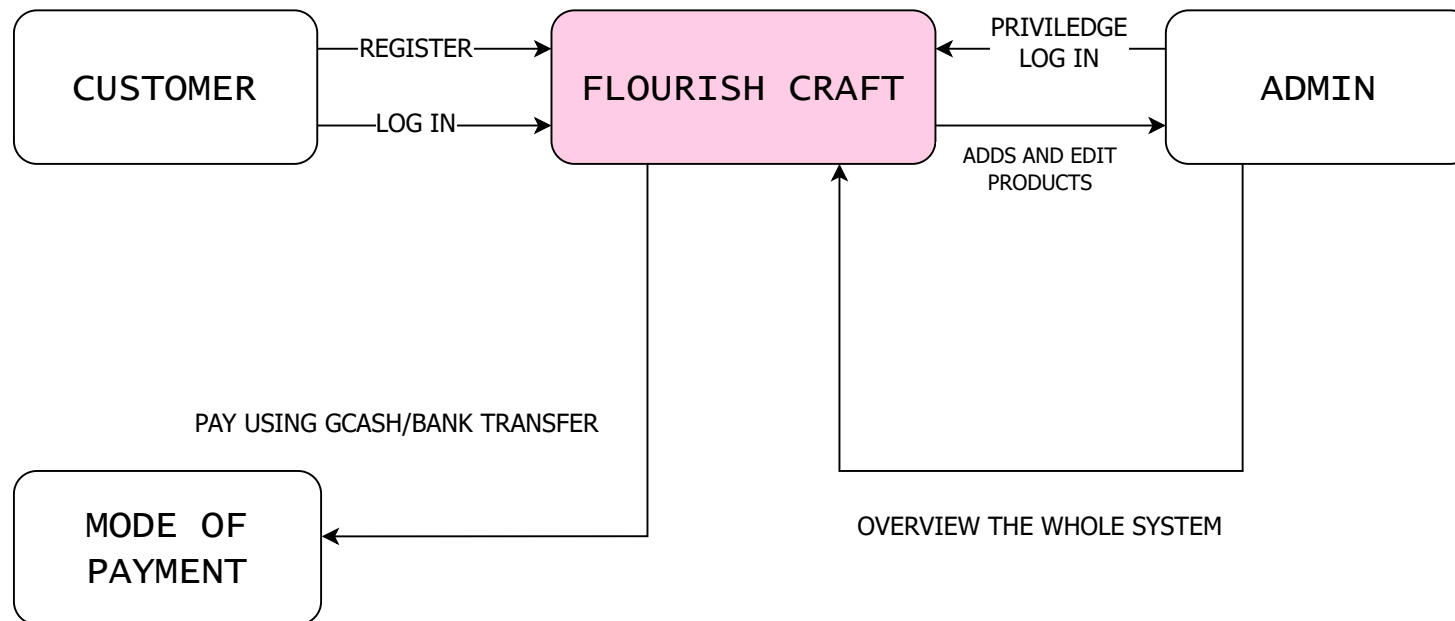 CUSTOMER
REGISTER
LOG IN
FLOURISH CRAFT
PRIVILEDGE
LOG IN
ADMIN
ADDS AND EDIT
PRODUCTS
PAY USING GCASH/BANK TRANSFER
MODE OF
PAYMENT
OVERVIEW THE WHOLE SYSTEM